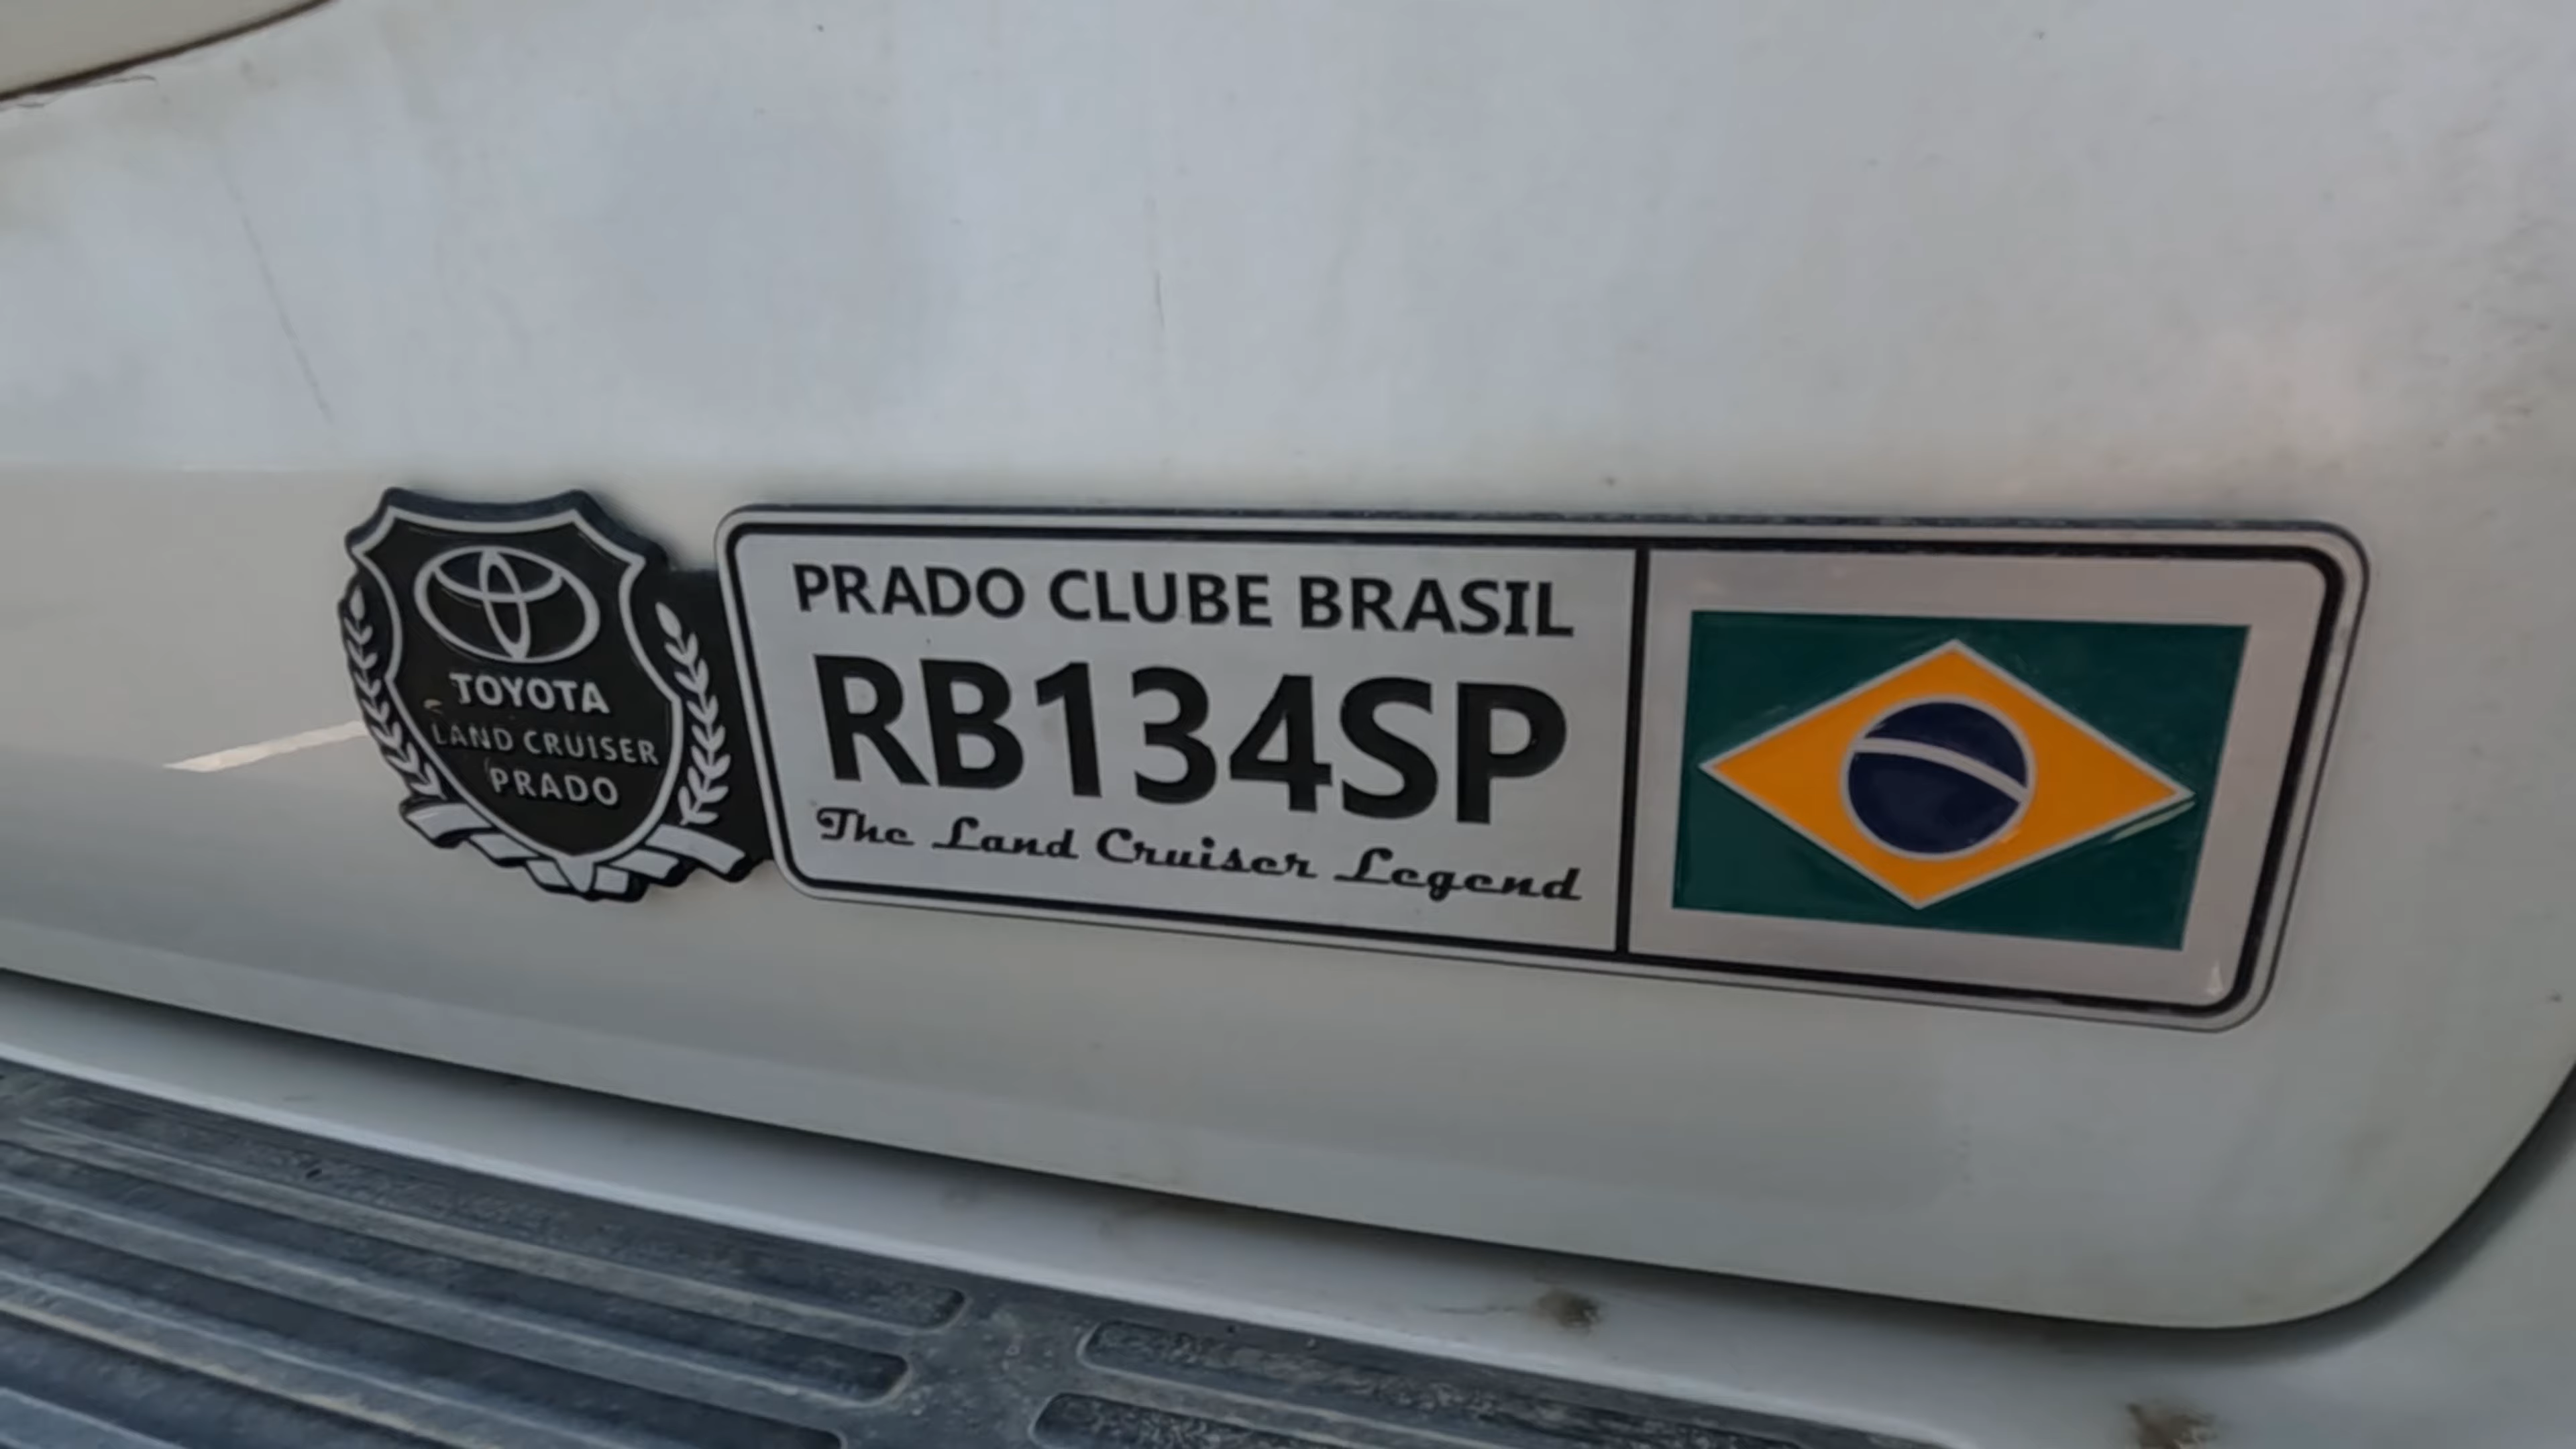 TOYOTA
LAND CRUISER
PRADO
PRADO CLUBE BRASIL
RB134SP
The Land Cruiser Legend